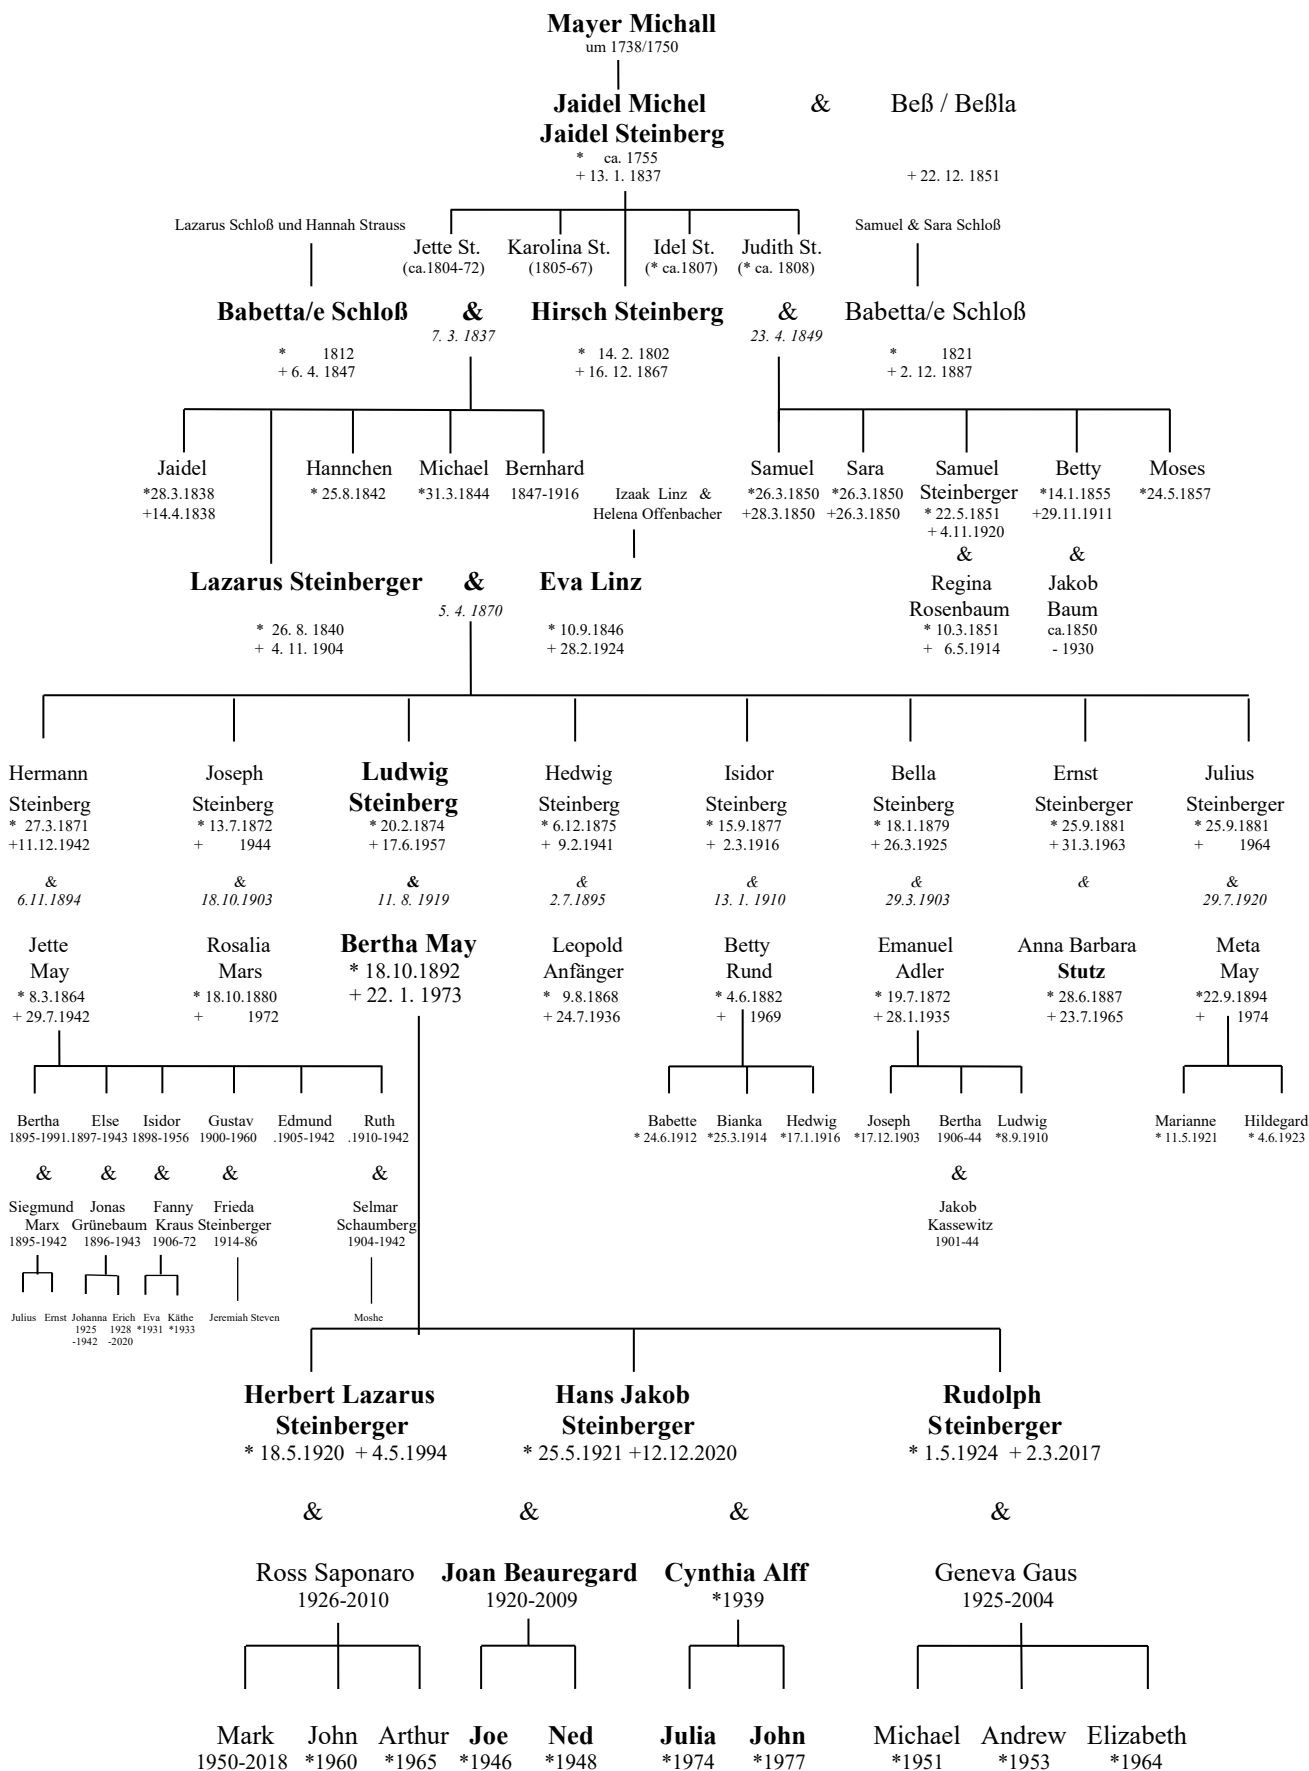 Mayer Michall
um 1738/1750
Jaidel Michel & Beß / Beßla
Jaidel Steinberg
* ca. 1755
+ 13. 1. 1837 + 22. 12. 1851
Lazarus Schloß und Hannah Strauss Samuel & Sara Schloß
Jette St. Karolina St. Idel St. Judith St.
(ca.1804-72) (1805-67) (* ca.1807) (* ca. 1808)
Babetta/e Schloß & Hirsch Steinberg & Babetta/e Schloß
7. 3. 1837 23. 4. 1849
* 1812 * 14. 2. 1802 * 1821
+ 6. 4. 1847 + 16. 12. 1867 + 2. 12. 1887
Jaidel Hannchen Michael Bernhard Samuel Sara Samuel Betty Moses
*28.3.1838 * 25.8.1842 *31.3.1844 1847-1916 Izaak Linz & *26.3.1850 *26.3.1850 Steinberger *14.1.1855 *24.5.1857
+14.4.1838 Helena Offenbacher +28.3.1850 +26.3.1850 * 22.5.1851 +29.11.1911
+ 4.11.1920
& &
Lazarus Steinberger & Eva Linz Regina Jakob
5. 4. 1870 Rosenbaum Baum
* 26. 8. 1840 * 10.9.1846 * 10.3.1851 ca.1850
+ 4. 11. 1904 + 28.2.1924 + 6.5.1914 - 1930
Hermann Joseph Ludwig Hedwig Isidor Bella Ernst Julius
Steinberg Steinberg Steinberg Steinberg Steinberg Steinberg Steinberger Steinberger
* 27.3.1871 * 13.7.1872 * 20.2.1874 * 6.12.1875 * 15.9.1877 * 18.1.1879 * 25.9.1881 * 25.9.1881
+11.12.1942 + 1944 + 17.6.1957 + 9.2.1941 + 2.3.1916 + 26.3.1925 + 31.3.1963 + 1964
& & & & & & & &
6.11.1894 18.10.1903 11. 8. 1919 2.7.1895 13. 1. 1910 29.3.1903 29.7.1920
Jette Rosalia Bertha May Leopold Betty Emanuel Anna Barbara Meta
May Mars * 18.10.1892 Anfänger Rund Adler Stutz May
* 8.3.1864 * 18.10.1880 + 22. 1. 1973 * 9.8.1868 * 4.6.1882 * 19.7.1872 * 28.6.1887 *22.9.1894
+ 29.7.1942 + 1972 + 24.7.1936 + 1969 + 28.1.1935 + 23.7.1965 + 1974
Bertha Else Isidor Gustav Edmund Ruth Babette Bianka Hedwig Joseph Bertha Ludwig Marianne Hildegard
1895-1991.1897-1943 1898-1956 1900-1960 .1905-1942 .1910-1942 * 24.6.1912 *25.3.1914 *17.1.1916 *17.12.1903 1906-44 *8.9.1910 * 11.5.1921 * 4.6.1923
& & & & & &
Siegmund Jonas Fanny Frieda Selmar Jakob
Marx Grünebaum Kraus Steinberger Schaumberg Kassewitz
1895-1942 1896-1943 1906-72 1914-86 1904-1942 1901-44
Julius Ernst Johanna Erich Eva Käthe Jeremiah Steven Moshe
1925 1928 *1931 *1933
-1942 -2020
Herbert Lazarus Hans Jakob Rudolph
Steinberger Steinberger Steinberger
* 18.5.1920 + 4.5.1994 * 25.5.1921 +12.12.2020 * 1.5.1924 + 2.3.2017
& & & &
Ross Saponaro Joan Beauregard Cynthia Alff Geneva Gaus
1926-2010 1920-2009 *1939 1925-2004
Mark John Arthur Joe Ned Julia John Michael Andrew Elizabeth
1950-2018 *1960 *1965 *1946 *1948 *1974 *1977 *1951 *1953 *1964